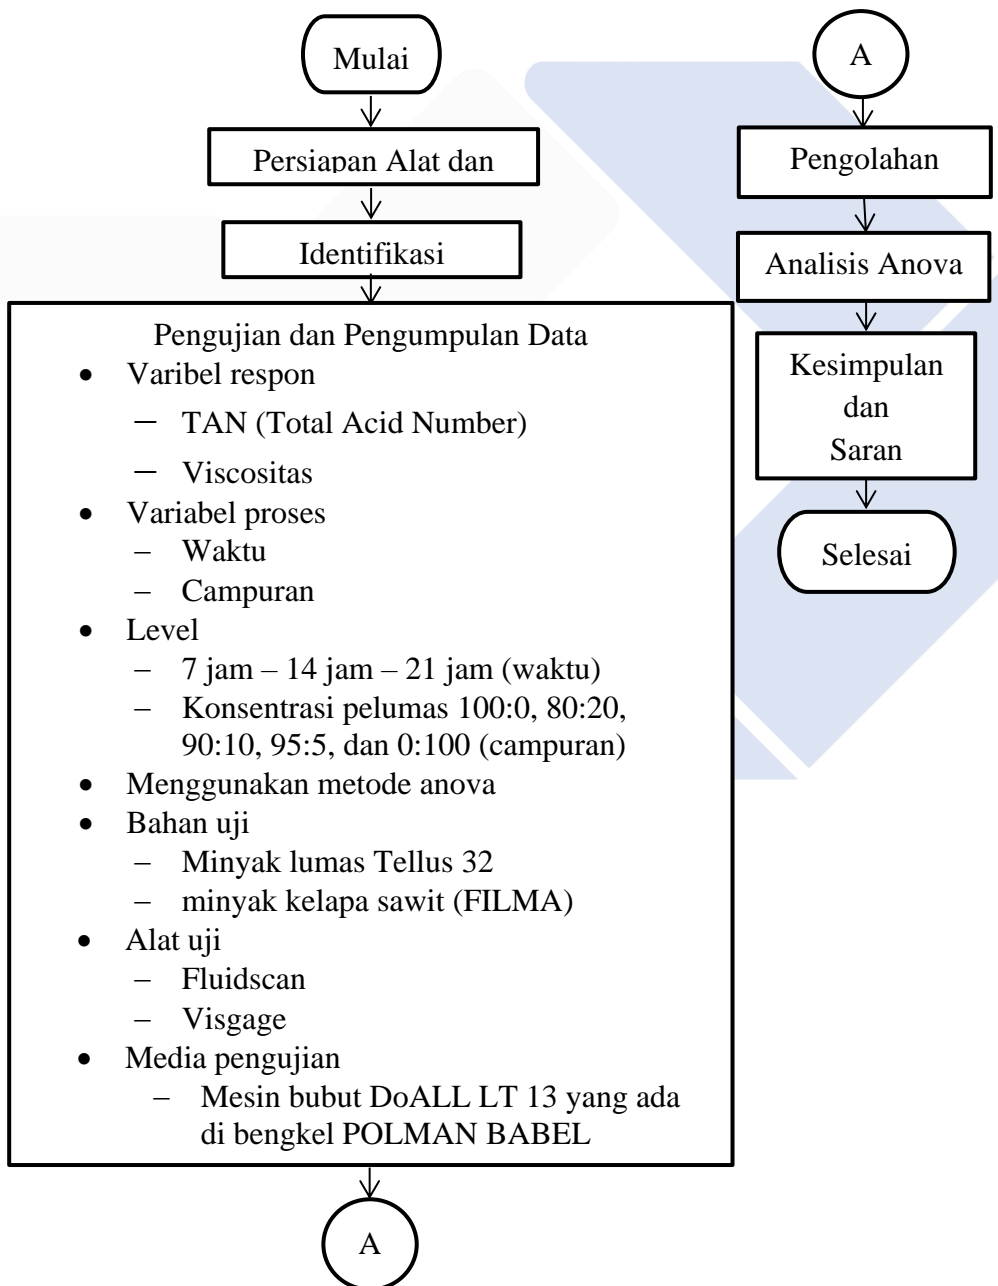 Mulai
Persiapan Alat dan
Identifikasi
Pengujian dan Pengumpulan Data
• Varibel respon
– TAN (Total Acid Number)
– Viscositas
• Variabel proses
– Waktu
– Campuran
• Level
– 7 jam – 14 jam – 21 jam (waktu)
– Konsentrasi pelumas 100:0, 80:20,
90:10, 95:5, dan 0:100 (campuran)
• Menggunakan metode anova
• Bahan uji
– Minyak lumas Tellus 32
– minyak kelapa sawit (FILMA)
• Alat uji
– Fluidscan
– Visgage
• Media pengujian
– Mesin bubut DoALL LT 13 yang ada
di bengkel POLMAN BABEL
A
A
Pengolahan
Analisis Anova
Kesimpulan
dan
Saran
Selesai